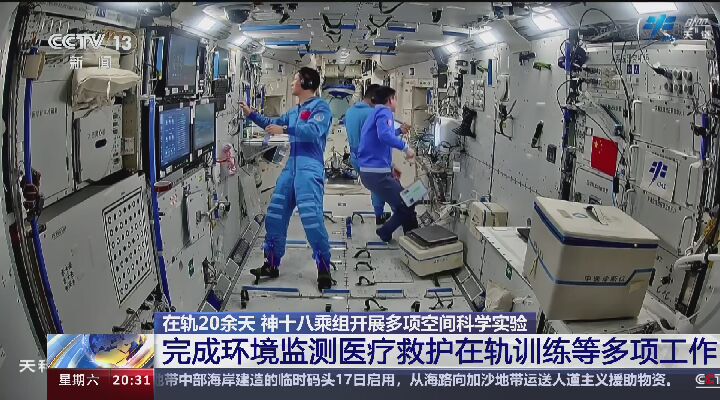 CCTV 13
新闻
在轨20余天 神十八乘组开展多项空间科学实验
完成环境监测医疗救护在轨训练等多项工作
星期六 20:31 地带中部海岸建造的临时码头17日启用，从海路向加沙地带运送人道主义援助物资。